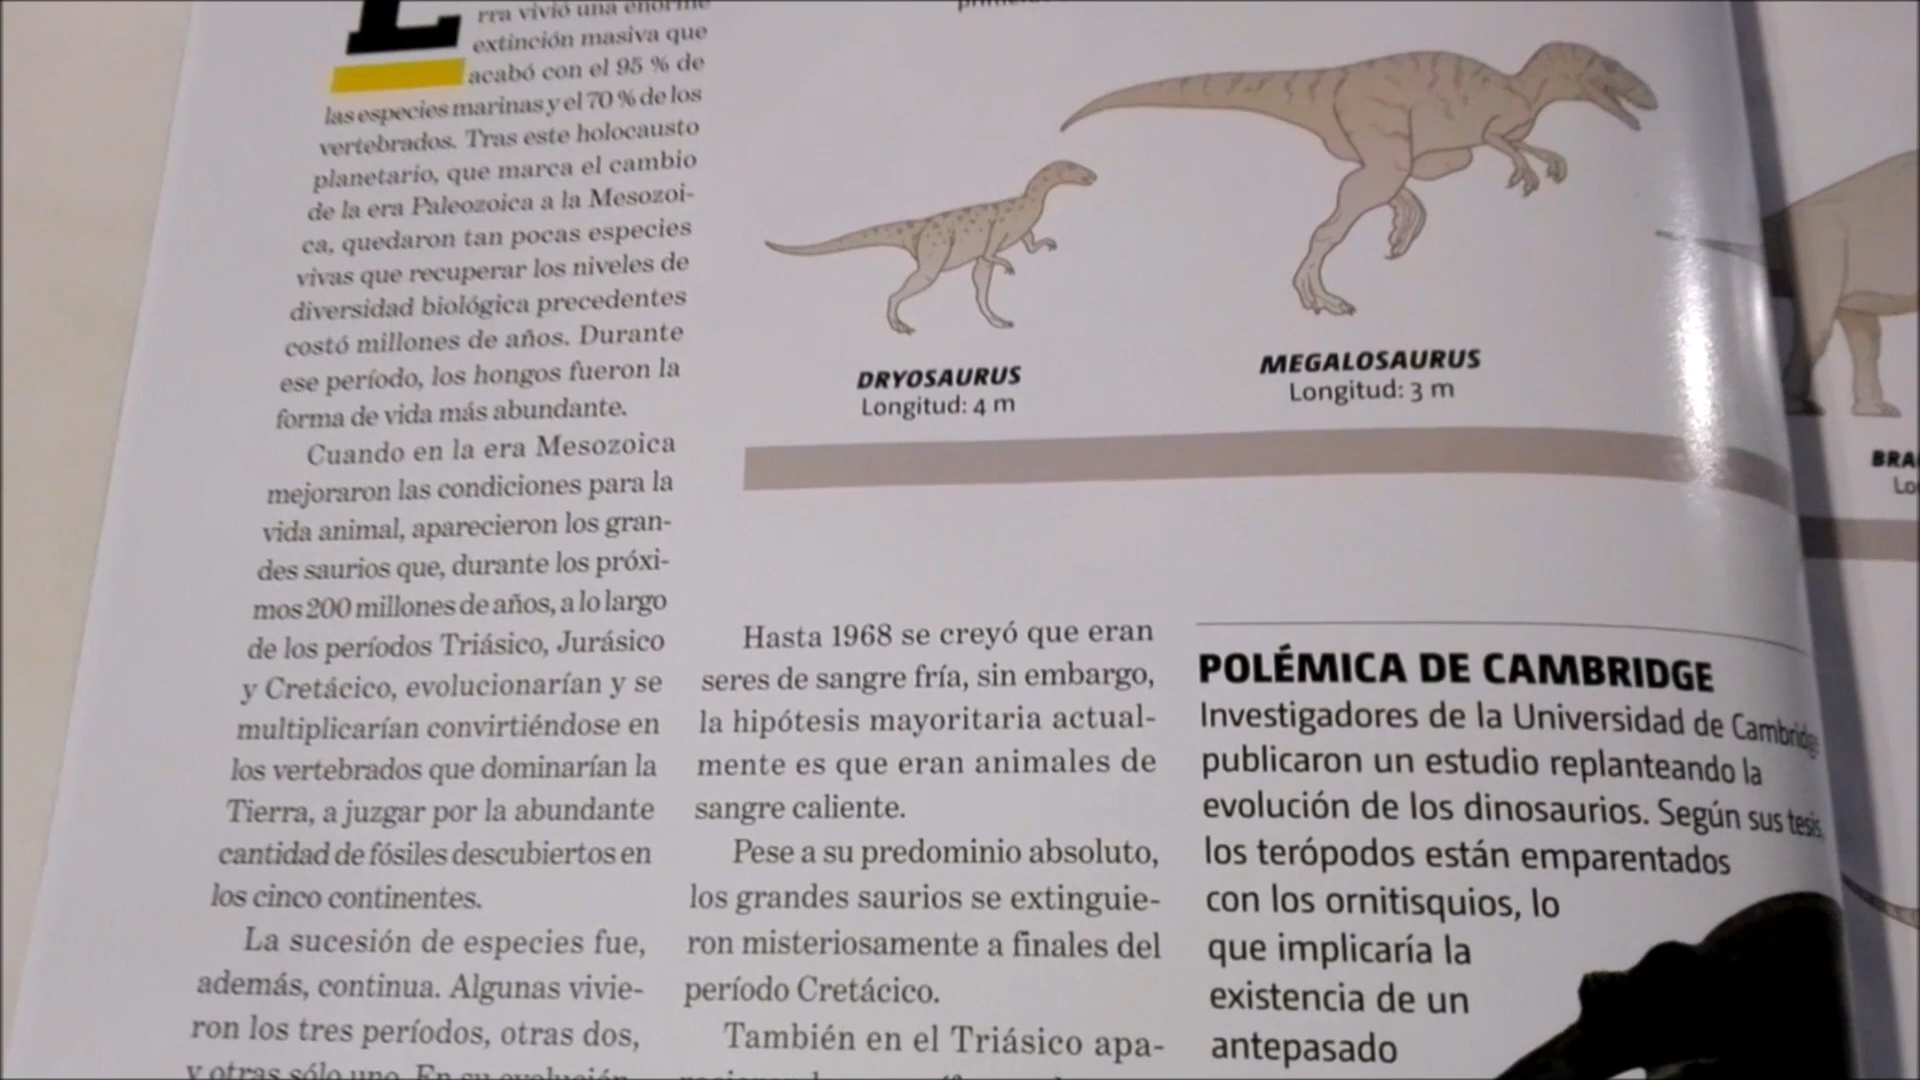 rra vivió una enorme
extinción masiva que
acabó con el 95 % de
las especies marinas y el 70 % de los
vertebrados. Tras este holocausto
planetario, que marca el cambio
de la era Paleozoica a la Mesozoi-
ca, quedaron tan pocas especies
vivas que recuperar los niveles de
diversidad biológica precedentes
costó millones de años. Durante
ese período, los hongos fueron la
forma de vida más abundante.
Cuando en la era Mesozoica
mejoraron las condiciones para la
vida animal, aparecieron los gran-
des saurios que, durante los próxi-
mos 200 millones de años, a lo largo
de los períodos Triásico, Jurásico
y Cretácico, evolucionarían y se
multiplicarían convirtiéndose en
los vertebrados que dominarían la
Tierra, a juzgar por la abundante
cantidad de fósiles descubiertos en
los cinco continentes.
La sucesión de especies fue,
además, continua. Algunas vivie-
ron los tres períodos, otras dos,
y otras sólo uno. En su evolución
DRYOSAURUS
Longitud: 4 m
MEGALOSAURUS
Longitud: 3 m
BRA
Lo
Hasta 1968 se creyó que eran
seres de sangre fría, sin embargo,
la hipótesis mayoritaria actual-
mente es que eran animales de
sangre caliente.
Pese a su predominio absoluto,
los grandes saurios se extinguie-
ron misteriosamente a finales del
período Cretácico.
También en el Triásico apa-
POLÉMICA DE CAMBRIDGE
Investigadores de la Universidad de Cambridge
publicaron un estudio replanteando la
evolución de los dinosaurios. Según sus tesis,
los terópodos están emparentados
con los ornitisquios, lo
que implicaría la
existencia de un
antepasado